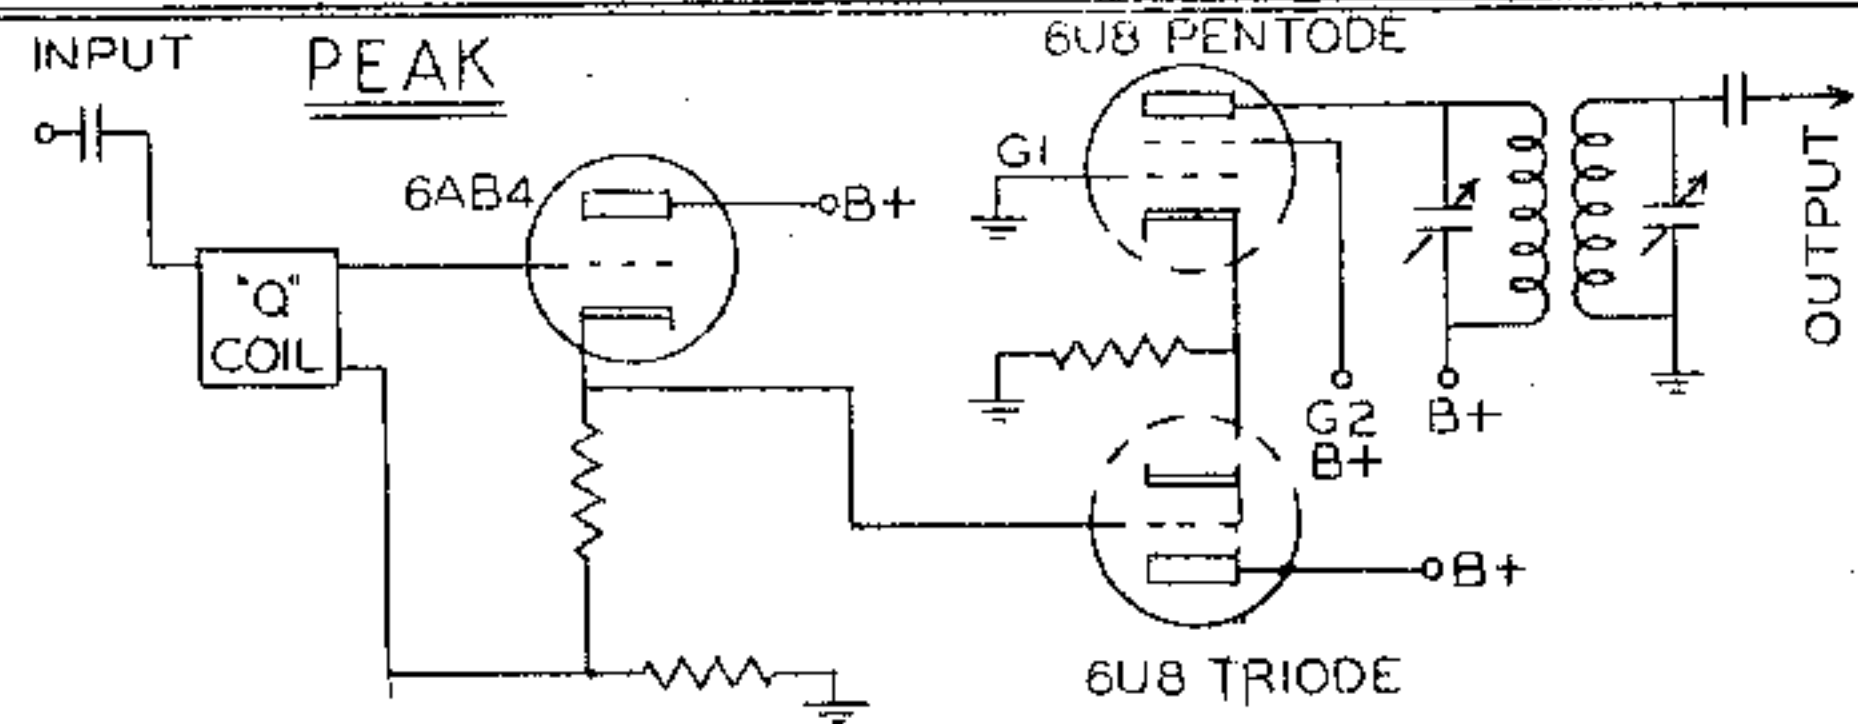 INPUT
PEAK
6U8 PENTODE
G1
6AB4
B+
"Q"
COIL
OUTPUT
G2
B+
B+
B+
6U8 TRIODE